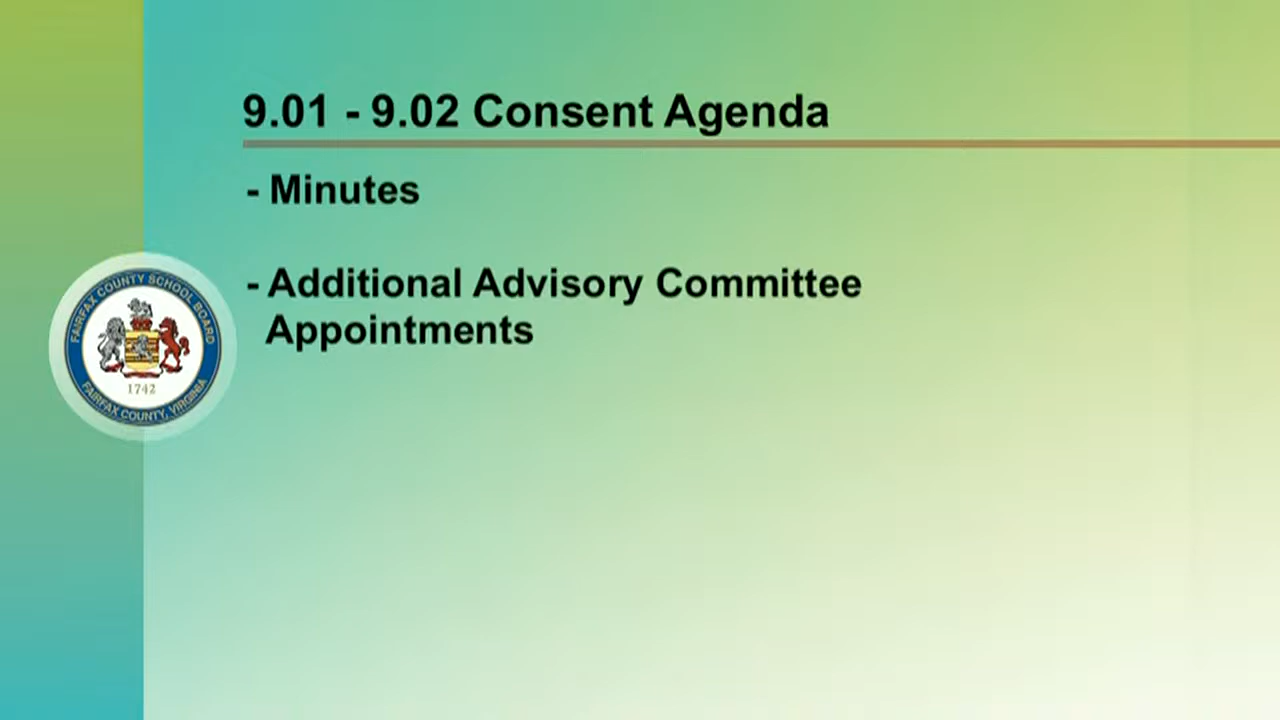 9.01 - 9.02 Consent Agenda
- Minutes
- Additional Advisory Committee
Appointments
FAIRFAX COUNTY SCHOOL BOARD
1742
FAIRFAX COUNTY, VIRGINIA